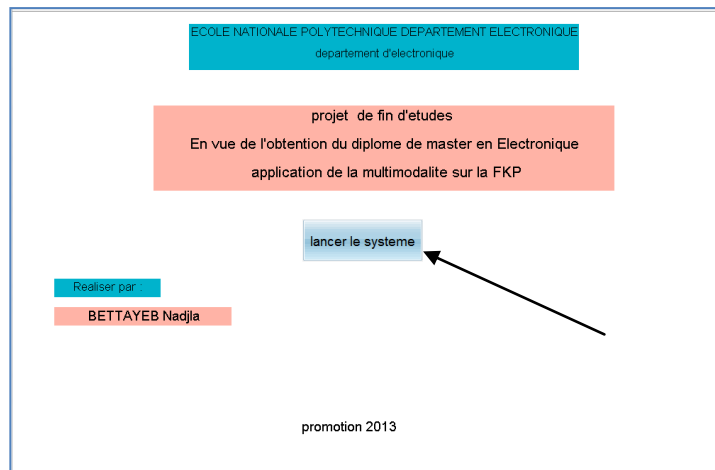 ECOLE NATIONALE POLYTECHNIQUE DEPARTEMENT ELECTRONIQUE
departement d'electronique
projet de fin d'etudes
En vue de l'obtention du diplome de master en Electronique
application de la multimodalite sur la FKP
lancer le systeme
Realiser par :
BETTAYEB Nadjla
promotion 2013